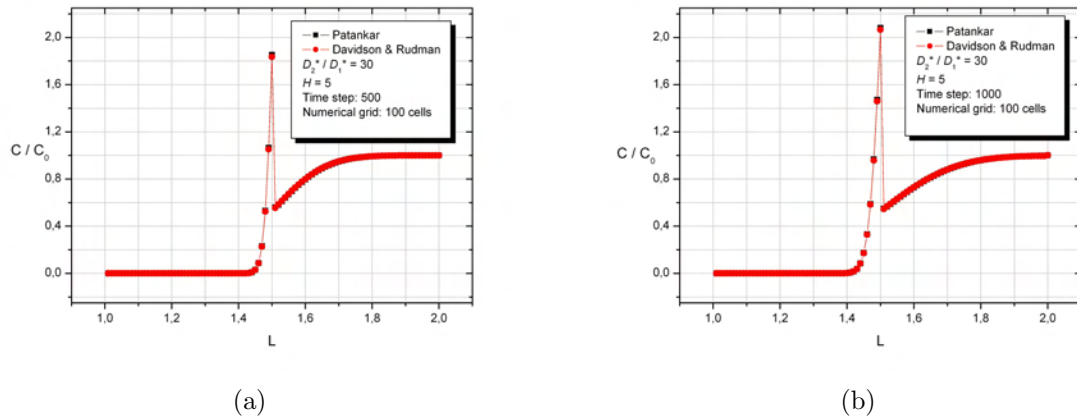 Patankar
Davidson & Rudman
D2* / D1* = 30
H = 5
Time step: 500
Numerical grid: 100 cells
2,0
1,6
1,2
0,8
0,4
0,0
C / C0
1,0
1,2
1,4
1,6
1,8
2,0
L
(a)
Patankar
Davidson & Rudman
D2* / D1* = 30
H = 5
Time step: 1000
Numerical grid: 100 cells
2,0
1,6
1,2
0,8
0,4
0,0
C / C0
1,0
1,2
1,4
1,6
1,8
2,0
L
(b)